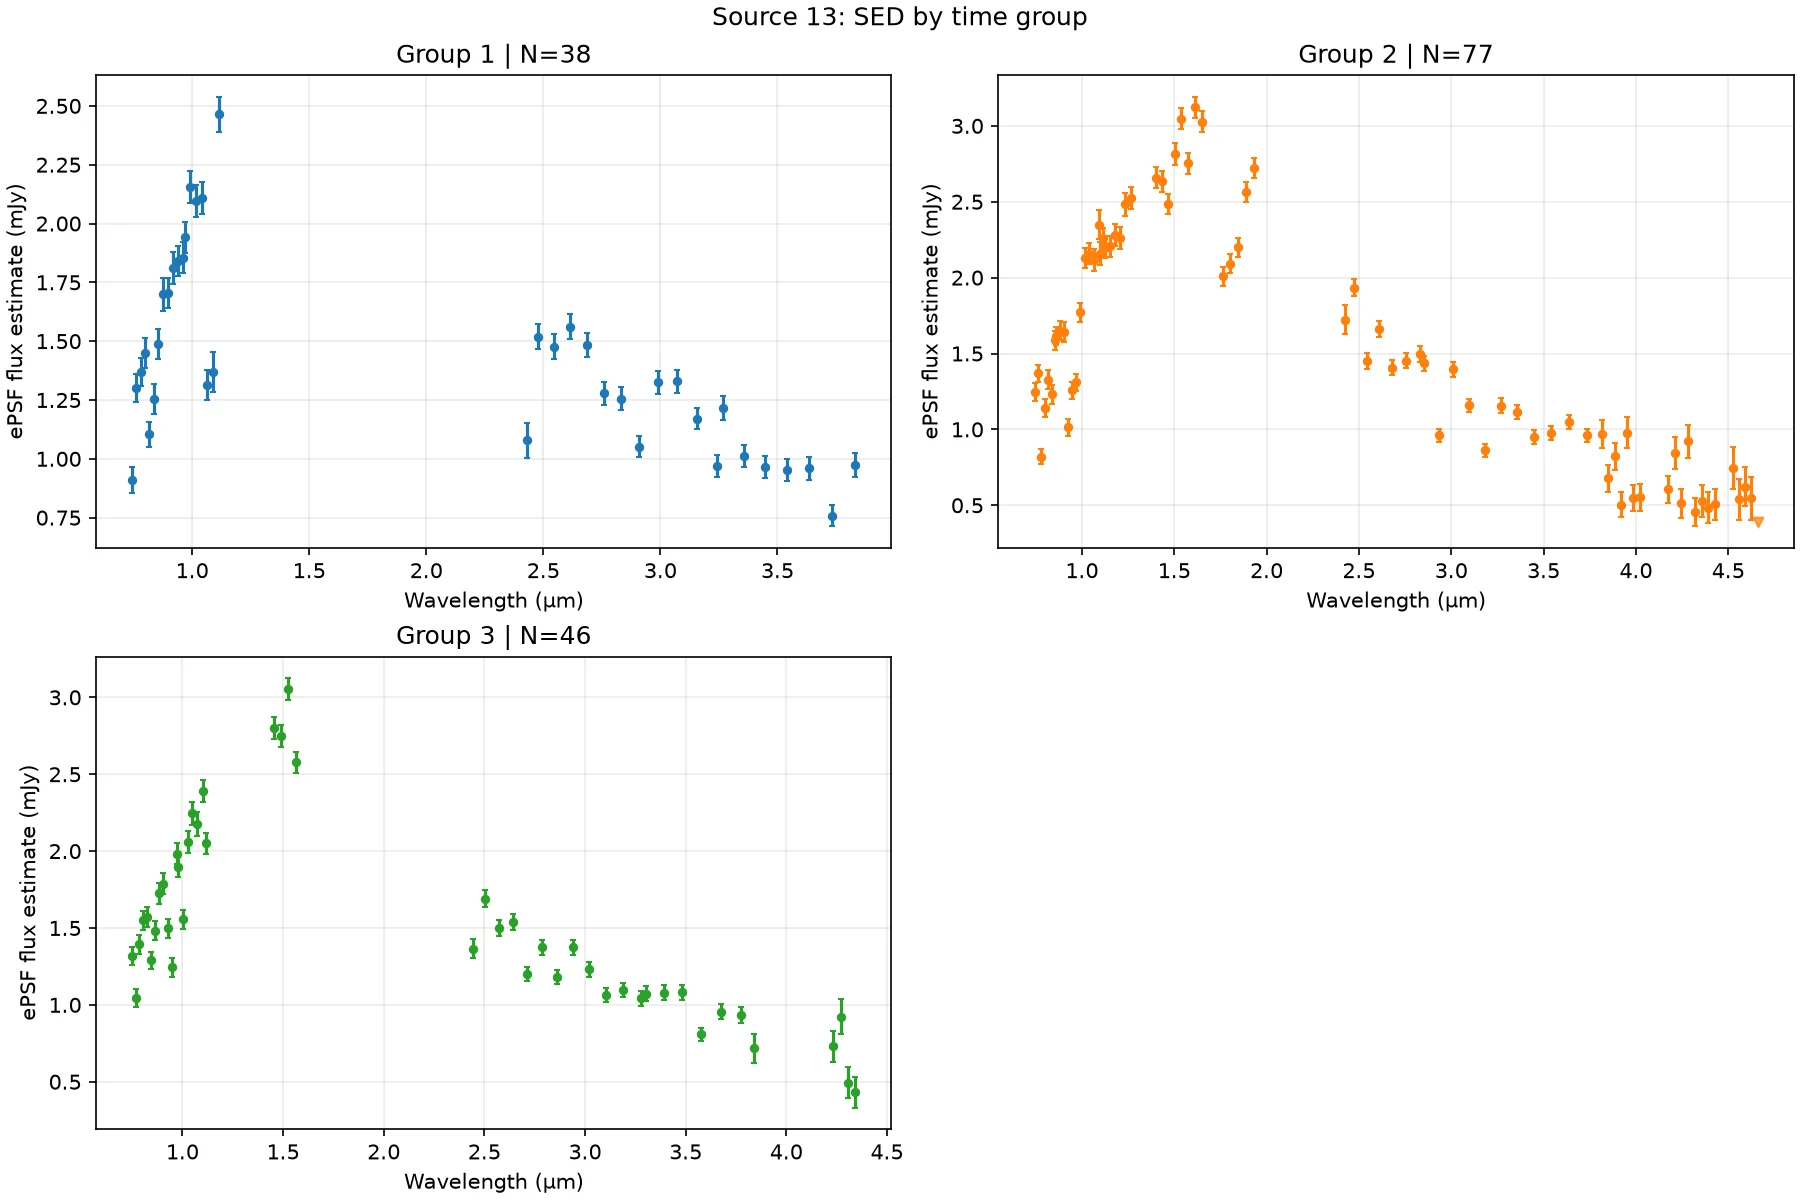 Source 13: SED by time group
Group 1 | N=38
ePSF flux estimate (mJy)
2.50
2.25
2.00
1.75
1.50
1.25
1.00
0.75
1.0 1.5 2.0 2.5 3.0 3.5
Wavelength (μm)
Group 2 | N=77
ePSF flux estimate (mJy)
3.0
2.5
2.0
1.5
1.0
0.5
1.0 1.5 2.0 2.5 3.0 3.5 4.0 4.5
Wavelength (μm)
Group 3 | N=46
ePSF flux estimate (mJy)
3.0
2.5
2.0
1.5
1.0
0.5
1.0 1.5 2.0 2.5 3.0 3.5 4.0 4.5
Wavelength (μm)